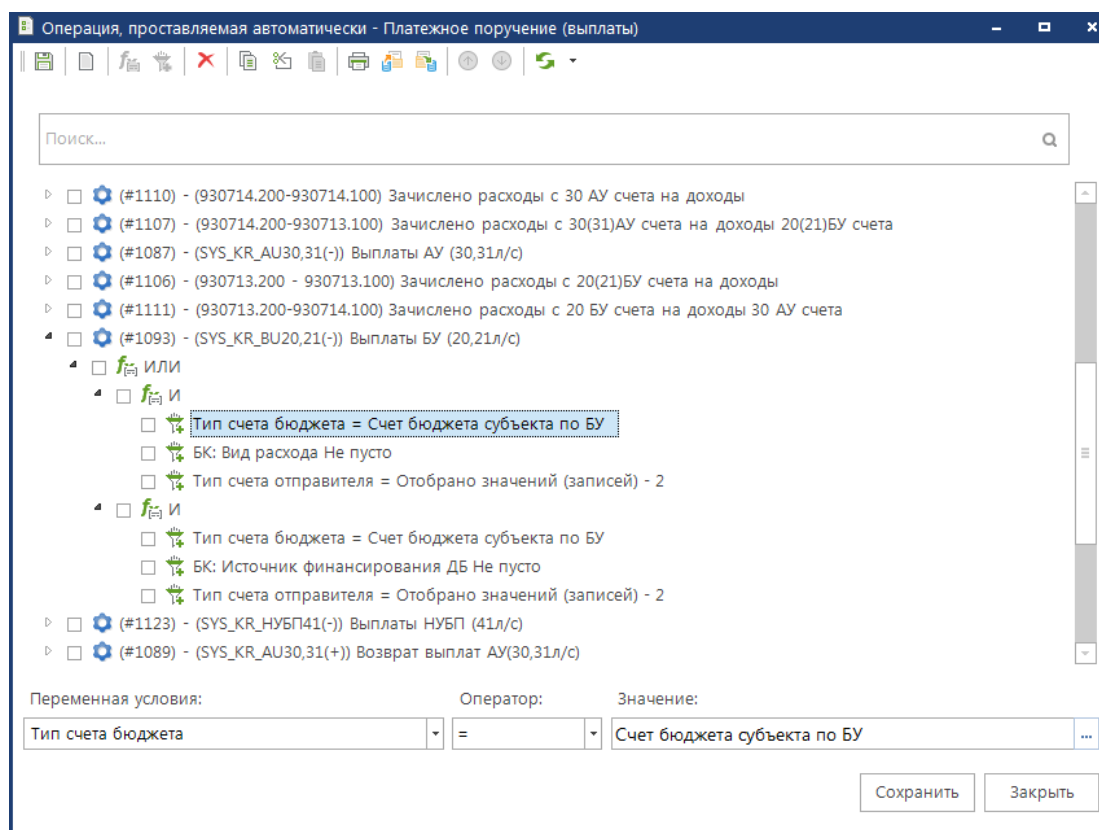 Операция, проставляемая автоматически - Платежное поручение (выплаты)
Поиск...
(#1110) - (930714.200-930714.100) Зачислено расходы с 30 АУ счета на доходы
(#1107) - (930714.200-930713.100) Зачислено расходы с 30(31)АУ счета на доходы 20(21)БУ счета
(#1087) - (SYS_KR_AU30,31(-)) Выплаты АУ (30,31л/с)
(#1106) - (930713.200 - 930713.100) Зачислено расходы с 20(21)БУ счета на доходы
(#1111) - (930713.200-930714.100) Зачислено расходы с 20 БУ счета на доходы 30 АУ счета
(#1093) - (SYS_KR_BU20,21(-)) Выплаты БУ (20,21л/с)
ИЛИ
И
Тип счета бюджета = Счет бюджета субъекта по БУ
БК: Вид расхода Не пусто
Тип счета отправителя = Отобрано значений (записей) - 2
И
Тип счета бюджета = Счет бюджета субъекта по БУ
БК: Источник финансирования ДБ Не пусто
Тип счета отправителя = Отобрано значений (записей) - 2
(#1123) - (SYS_KR_НУБП41(-)) Выплаты НУБП (41л/с)
(#1089) - (SYS_KR_AU30,31(+)) Возврат выплат АУ(30,31л/с)
Переменная условия: Оператор: Значение:
Тип счета бюджета = Счет бюджета субъекта по БУ ...
Сохранить Закрыть